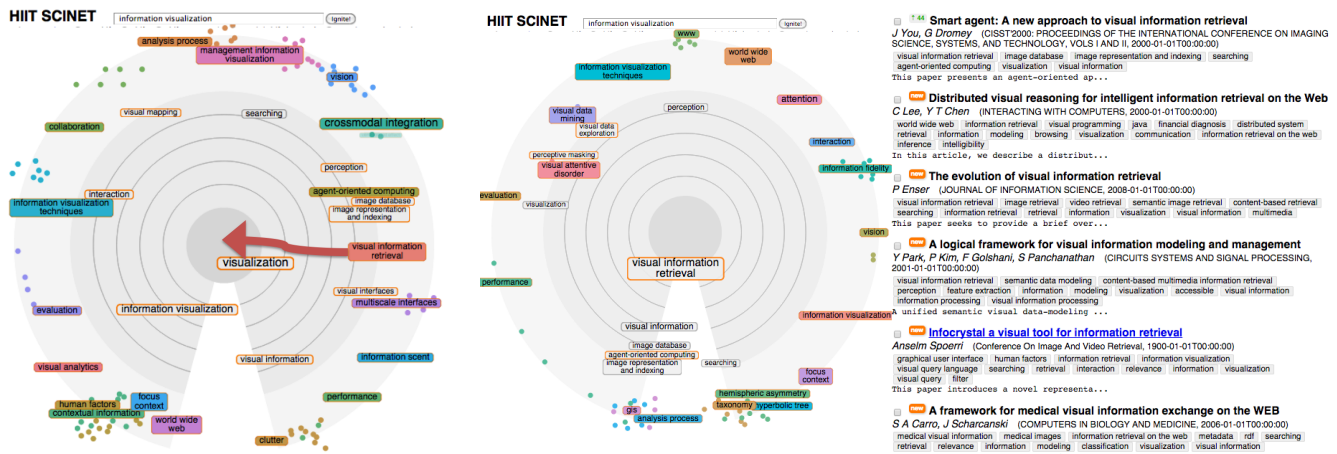 HIIT SCINET
information visualization
Ignite!
analysis process
management information
visualization
vision
visual mapping
searching
collaboration
crossmodal integration
perception
interaction
agent-oriented computing
image database
image representation
and indexing
information visualization
techniques
visual information
retrieval
visualization
visual interfaces
multiscale interfaces
information visualization
evaluation
visual information
information scent
visual analytics
performance
human factors
contextual information
focus
context
world wide
web
clutter
HIIT SCINET
information visualization
Ignite!
www
world wide
web
information visualization
techniques
attention
perception
visual data
mining
visual data
exploration
interaction
perceptive masking
visual attentive
disorder
information fidelity
evaluation
visualization
vision
visual information
retrieval
performance
information visualization
visual information
image database
agent-oriented computing
image representation
and indexing
searching
focus
context
hemispheric asymmetry
gis
taxonomy
hyperbolic tree
analysis process
44
Smart agent: A new approach to visual information retrieval
J You, G Dromey (CISST'2000: PROCEEDINGS OF THE INTERNATIONAL CONFERENCE ON IMAGING
SCIENCE, SYSTEMS, AND TECHNOLOGY, VOLS I AND II, 2000-01-01T00:00:00)
visual information retrieval image database image representation and indexing searching
agent-oriented computing visualization visual information
This paper presents an agent-oriented ap...
new Distributed visual reasoning for intelligent information retrieval on the Web
C Lee, Y T Chen (INTERACTING WITH COMPUTERS, 2000-01-01T00:00:00)
world wide web information retrieval visual programming java financial diagnosis distributed system
retrieval information modeling browsing visualization communication information retrieval on the web
inference intelligibility
In this article, we describe a distribut...
new The evolution of visual information retrieval
P Enser (JOURNAL OF INFORMATION SCIENCE, 2008-01-01T00:00:00)
visual information retrieval image retrieval video retrieval semantic image retrieval content-based retrieval
searching information retrieval retrieval information visualization visual information multimedia
This paper seeks to provide a brief over...
new A logical framework for visual information modeling and management
Y Park, P Kim, F Golshani, S Panchanathan (CIRCUITS SYSTEMS AND SIGNAL PROCESSING,
2001-01-01T00:00:00)
visual information retrieval semantic data modeling content-based multimedia information retrieval
perception feature extraction information modeling visualization accessible visual information
information processing visual information processing
A unified semantic visual data-modeling ...
new Infocrystal a visual tool for information retrieval
Anselm Spoerri (Conference On Image And Video Retrieval, 1900-01-01T00:00:00)
graphical user interface human factors information retrieval information visualization
visual query language searching retrieval interaction relevance information visualization
visual query filter
This paper introduces a novel representa...
new A framework for medical visual information exchange on the WEB
S A Carro, J Scharcanski (COMPUTERS IN BIOLOGY AND MEDICINE, 2006-01-01T00:00:00)
medical visual information medical images information retrieval on the web metadata rdf searching
retrieval relevance information modeling classification visualization visual information